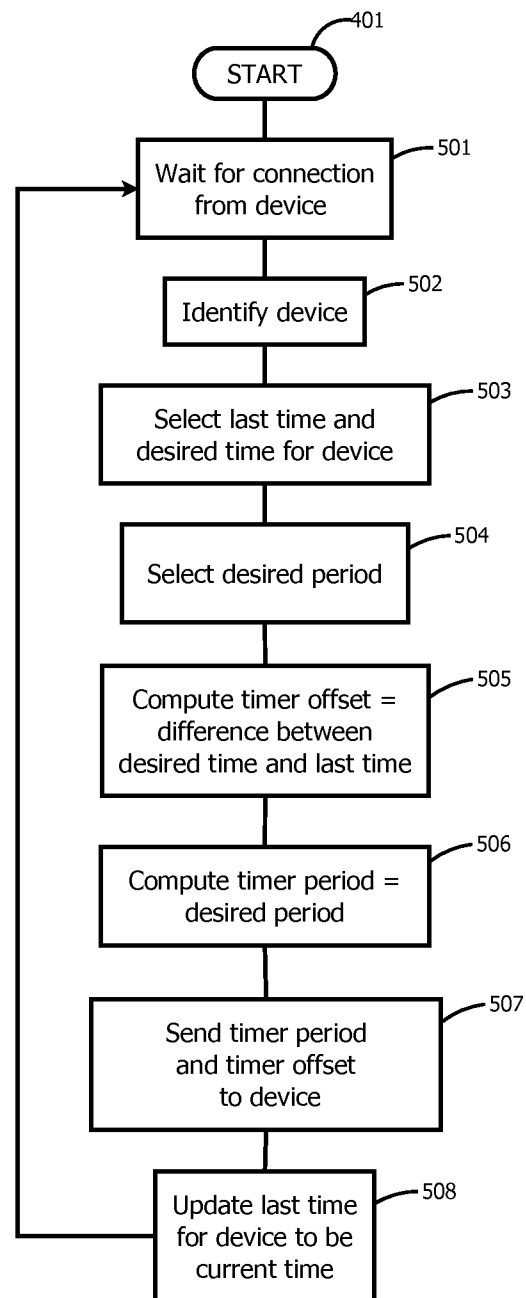 401
START
501
Wait for connection
from device
502
Identify device
503
Select last time and
desired time for device
504
Select desired period
505
Compute timer offset =
difference between
desired time and last time
506
Compute timer period =
desired period
507
Send timer period
and timer offset
to device
508
Update last time
for device to be
current time